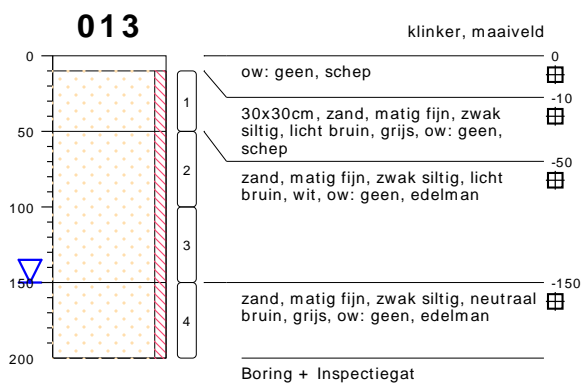 013
klinker, maaiveld
0
0
ow: geen, schep
-10
1
30x30cm, zand, matig fijn, zwak
siltig, licht bruin, grijs, ow: geen,
schep
50
-50
2
zand, matig fijn, zwak siltig, licht
bruin, wit, ow: geen, edelman
100
3
150
-150
4
zand, matig fijn, zwak siltig, neutraal
bruin, grijs, ow: geen, edelman
200
Boring + Inspectiegat